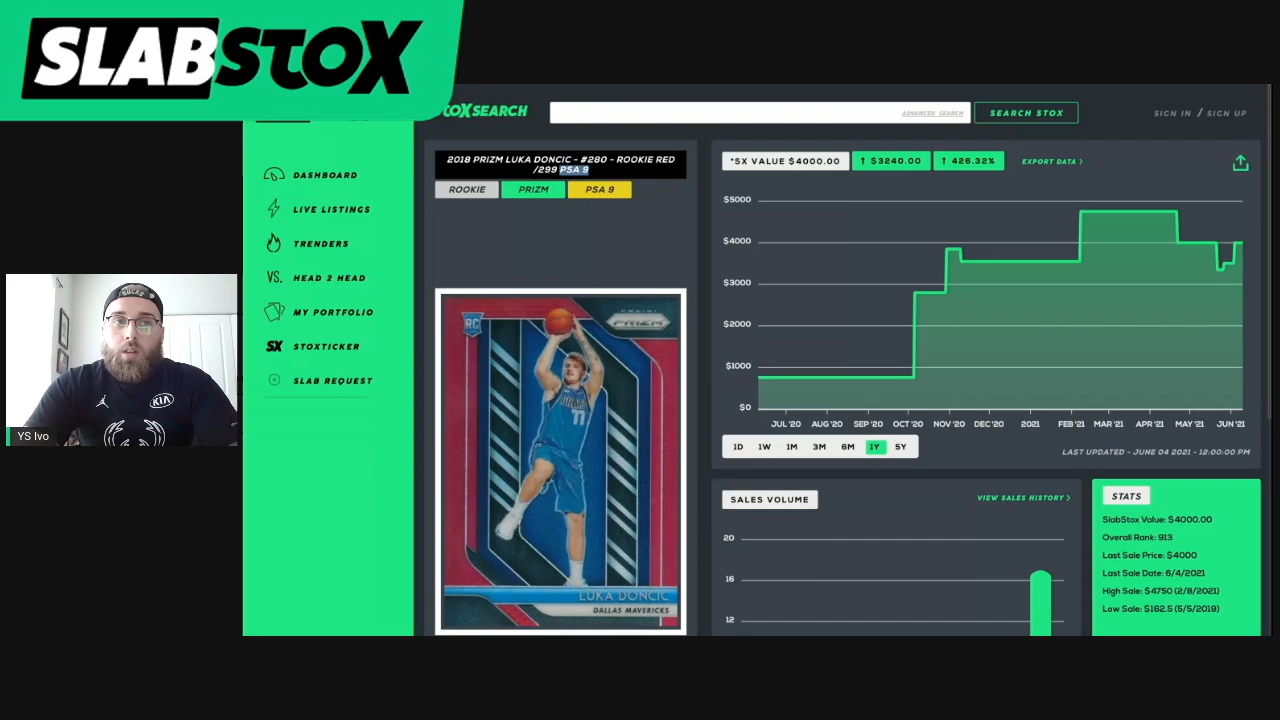 SLABSTOX
STOXSEARCH
ADVANCED SEARCH
SEARCH STOX
SIGN IN / SIGN UP
DASHBOARD
LIVE LISTINGS
TRENDERS
VS. HEAD 2 HEAD
MY PORTFOLIO
SX STOXTICKER
SLAB REQUEST
2018 PRIZM LUKA DONCIC - #280 - ROOKIE RED
/299 PSA 9
ROOKIE PRIZM PSA 9
RC
PANINI
PRIZM
77
LUKA DONCIC
DALLAS MAVERICKS
*SX VALUE $4000.00 ↑ $3240.00 ↑ 426.32% EXPORT DATA >
$5000
$4000
$3000
$2000
$1000
$0
JUL '20 AUG '20 SEP '20 OCT '20 NOV '20 DEC '20 2021 FEB '21 MAR '21 APR '21 MAY '21 JUN '21
1D 1W 1M 3M 6M 1Y 5Y
LAST UPDATED - JUNE 04 2021 - 12:00:00 PM
SALES VOLUME
VIEW SALES HISTORY >
20
16
12
STATS
SlabStox Value: $4000.00
Overall Rank: 913
Last Sale Price: $4000
Last Sale Date: 6/4/2021
High Sale: $4750 (2/8/2021)
Low Sale: $162.5 (5/5/2019)
BUCKS
KIA
YS Ivo